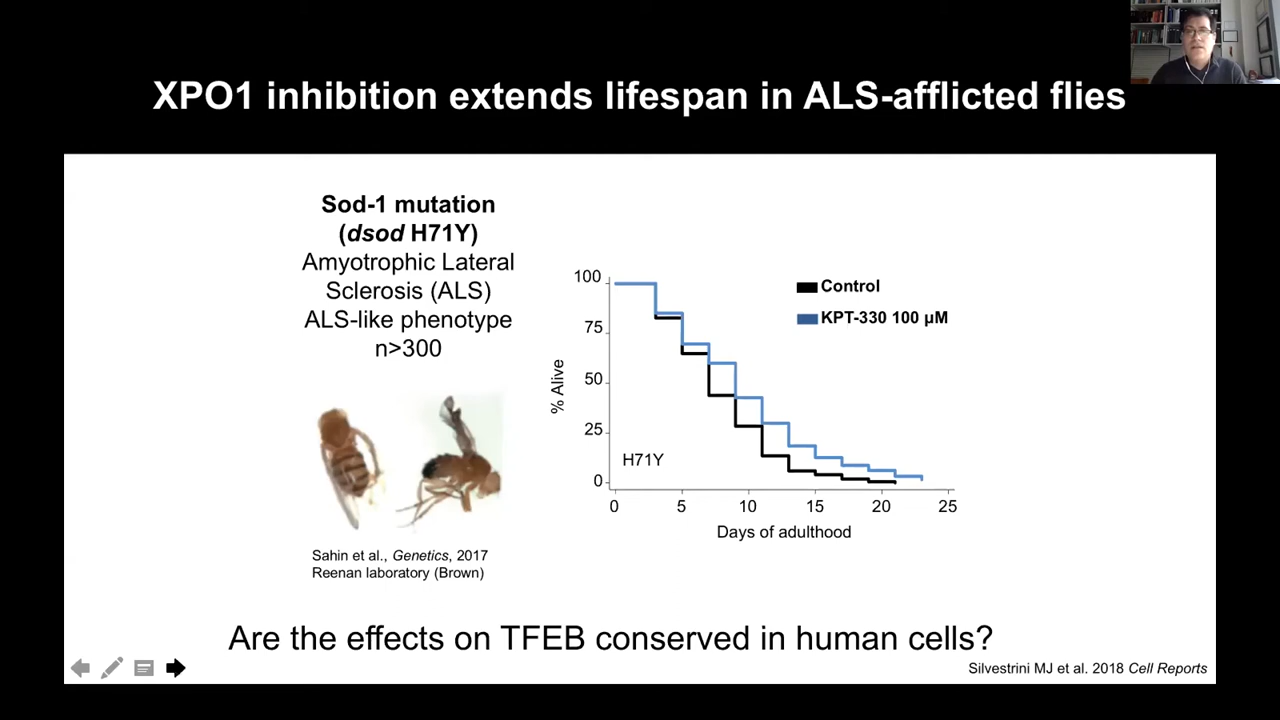 XPO1 inhibition extends lifespan in ALS-afflicted flies
Sod-1 mutation
(dsod H71Y)
Amyotrophic Lateral
Sclerosis (ALS)
ALS-like phenotype
n>300
Sahin et al., Genetics, 2017
Reenan laboratory (Brown)
% Alive
100
75
50
25
0
H71Y
Control
KPT-330 100 μM
0 5 10 15 20 25
Days of adulthood
Are the effects on TFEB conserved in human cells?
Silvestrini MJ et al. 2018 Cell Reports